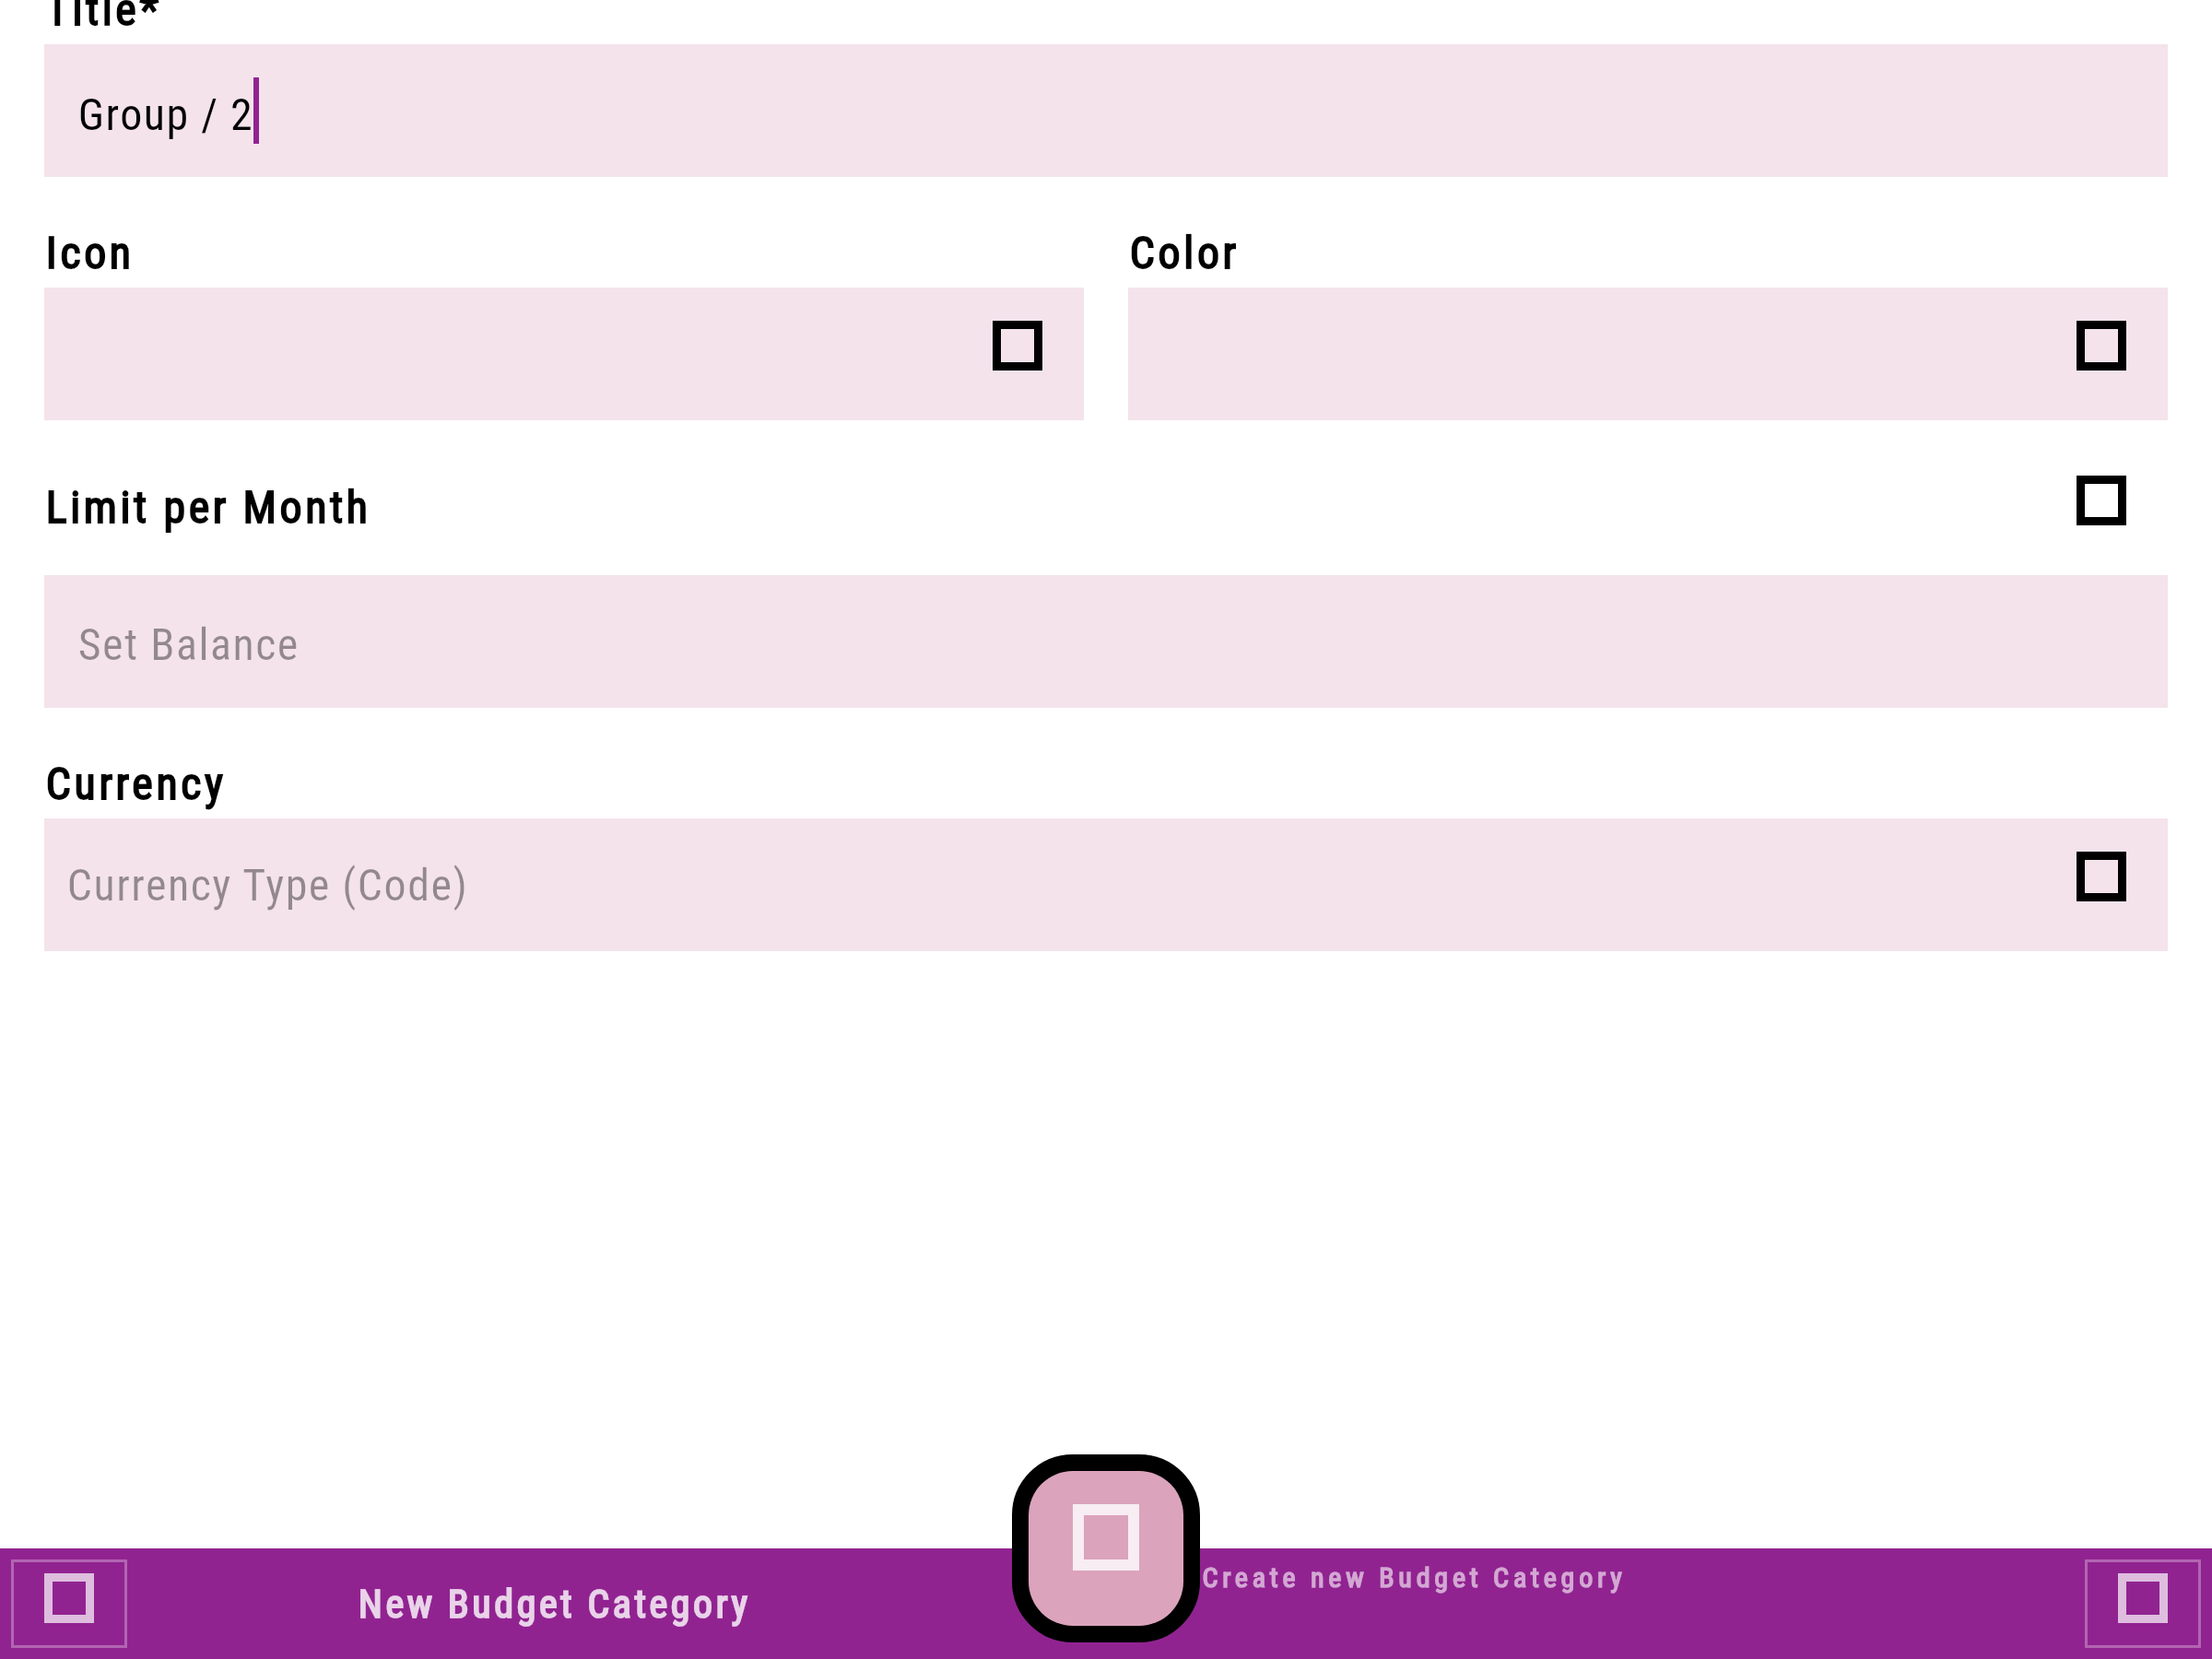 Title*
Group / 2
Icon
Color
Limit per Month
Set Balance
Currency
Currency Type (Code)
New Budget Category
Create new Budget Category